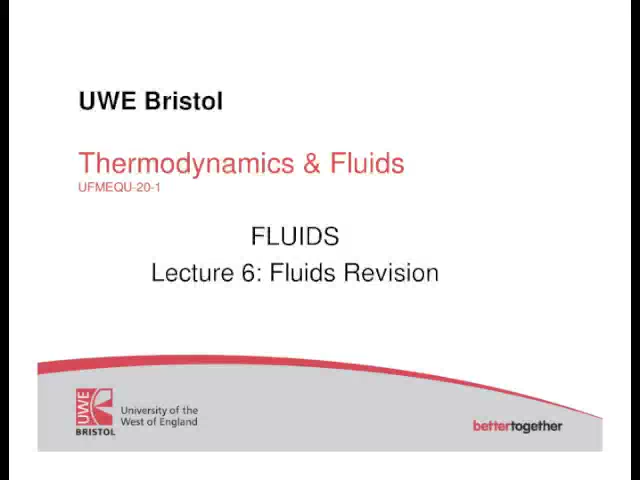 UWE Bristol
Thermodynamics & Fluids
UFMEQU-20-1
FLUIDS
Lecture 6: Fluids Revision
UWE
BRISTOL
University of the
West of England
bettertogether